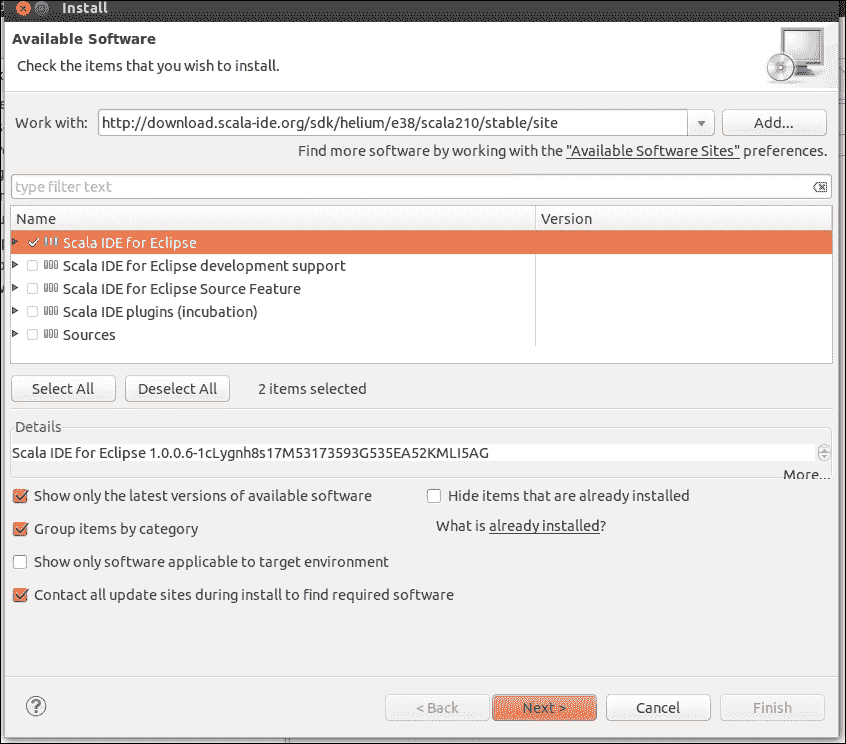 Install
Available Software
Check the items that you wish to install.
Work with: http://download.scala-ide.org/sdk/helium/e38/scala210/stable/site Add...
Find more software by working with the "Available Software Sites" preferences.
type filter text
Name Version
Scala IDE for Eclipse
Scala IDE for Eclipse development support
Scala IDE for Eclipse Source Feature
Scala IDE plugins (incubation)
Sources
Select All Deselect All 2 items selected
Details
Scala IDE for Eclipse 1.0.0.6-1cLygnh8s17M53173593G535EA52KMLI5AG
More...
Show only the latest versions of available software Hide items that are already installed
Group items by category What is already installed?
Show only software applicable to target environment
Contact all update sites during install to find required software
? < Back Next > Cancel Finish